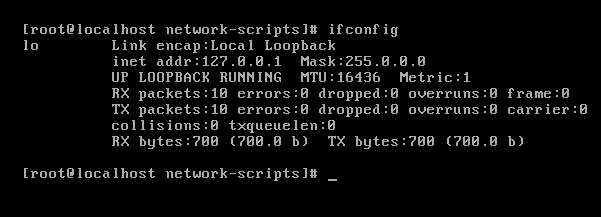 [root@localhost network-scripts]# ifconfig
lo        Link encap:Local Loopback
          inet addr:127.0.0.1  Mask:255.0.0.0
          UP LOOPBACK RUNNING  MTU:16436  Metric:1
          RX packets:10 errors:0 dropped:0 overruns:0 frame:0
          TX packets:10 errors:0 dropped:0 overruns:0 carrier:0
          collisions:0 txqueuelen:0
          RX bytes:700 (700.0 b)  TX bytes:700 (700.0 b)
[root@localhost network-scripts]# _